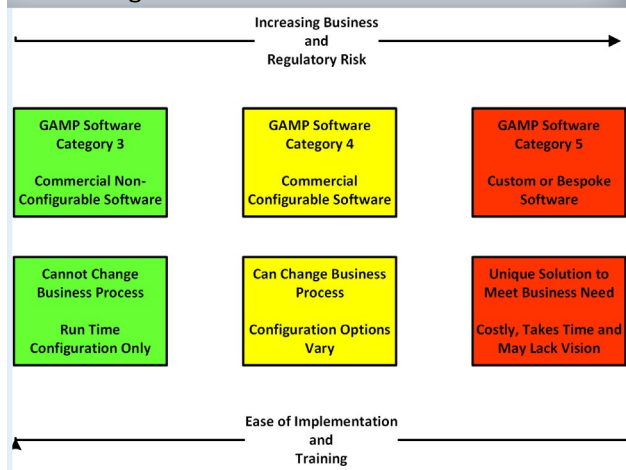 Increasing Business
and
Regulatory Risk
GAMP Software
Category 3
Commercial Non-
Configurable Software
GAMP Software
Category 4
Commercial
Configurable Software
GAMP Software
Category 5
Custom or Bespoke
Software
Cannot Change
Business Process
Run Time
Configuration Only
Can Change Business
Process
Configuration Options
Vary
Unique Solution to
Meet Business Need
Costly, Takes Time and
May Lack Vision
Ease of Implementation
and
Training